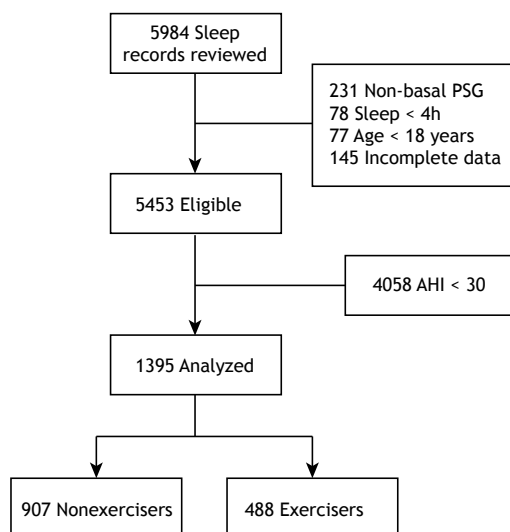 5984 Sleep
records reviewed
231 Non-basal PSG
78 Sleep < 4h
77 Age < 18 years
145 Incomplete data
5453 Eligible
4058 AHI < 30
1395 Analyzed
907 Nonexercisers
488 Exercisers